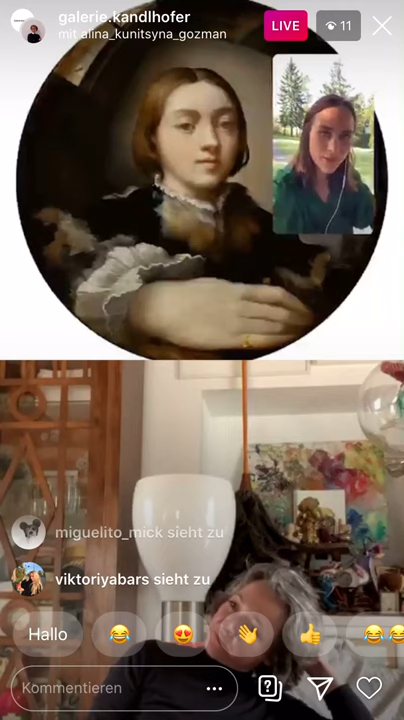 galerie.kandlhofer
mit alina_kunitsyna_gozman
LIVE
11
miguelito_mick sieht zu
viktoriyabars sieht zu
Hallo
Kommentieren